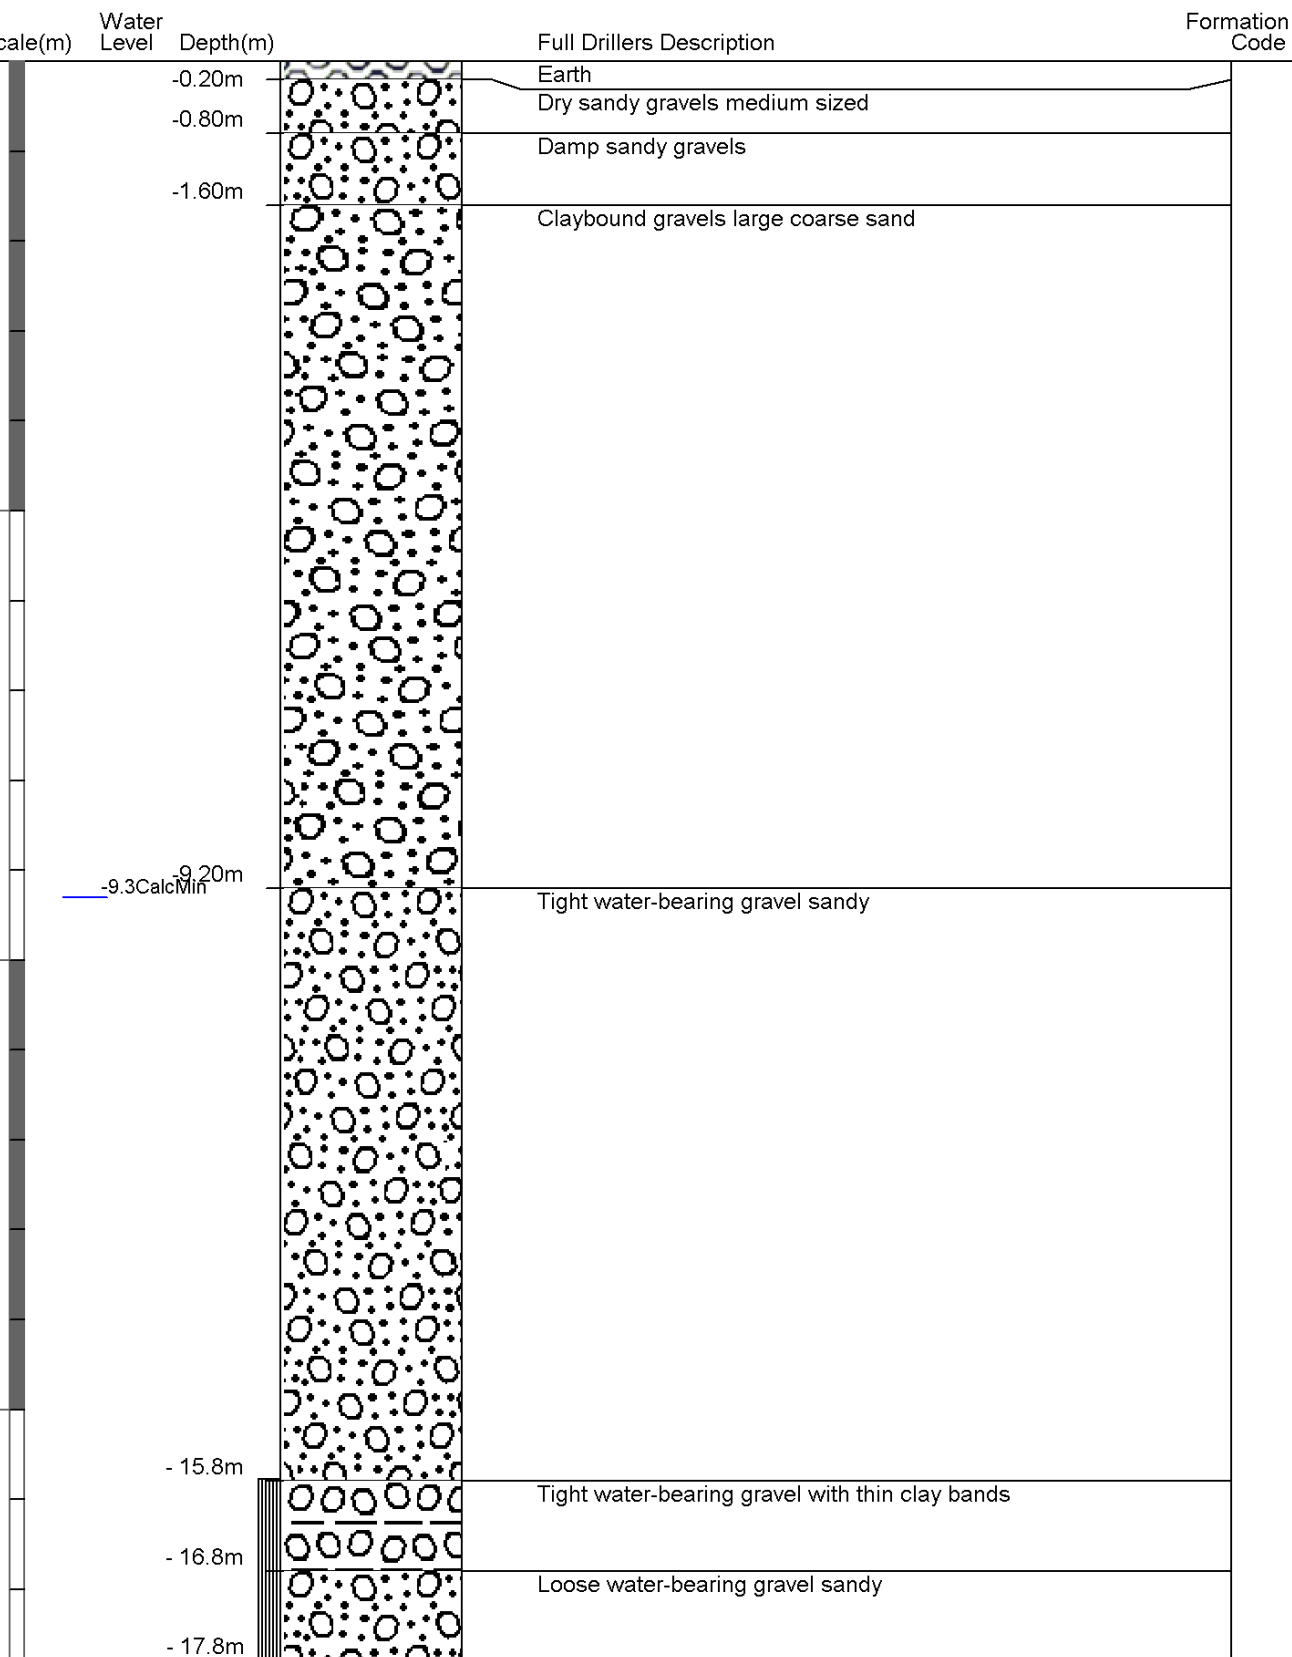 Water Formation
cale(m) Level Depth(m) Full Drillers Description Code
-0.20m Earth
Dry sandy gravels medium sized
-0.80m
Damp sandy gravels
-1.60m
Claybound gravels large coarse sand
-9.20m
-9.3CalcMin
Tight water-bearing gravel sandy
- 15.8m
Tight water-bearing gravel with thin clay bands
- 16.8m
Loose water-bearing gravel sandy
- 17.8m